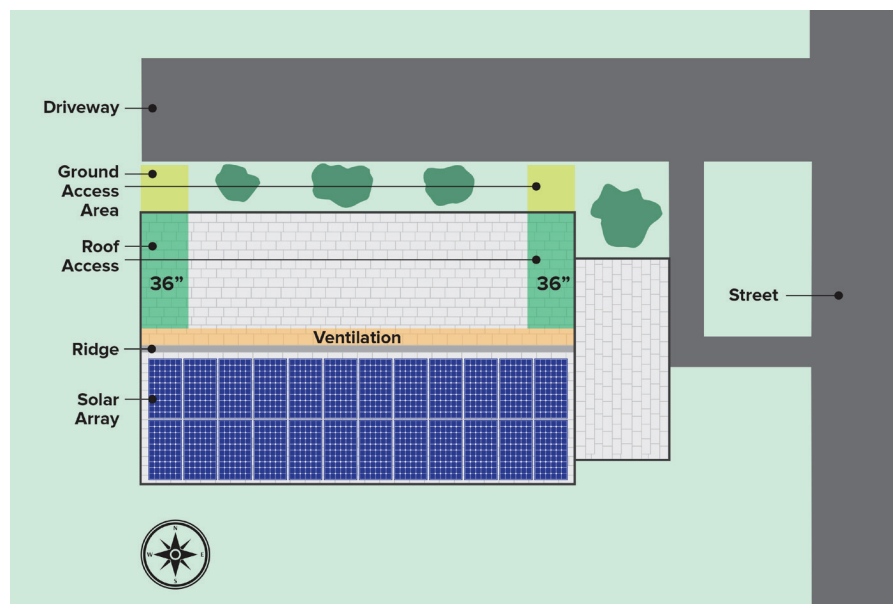 Driveway
Ground
Access
Area
Roof
Access
36”
36”
Ventilation
Ridge
Street
Solar
Array
N
W
E
S